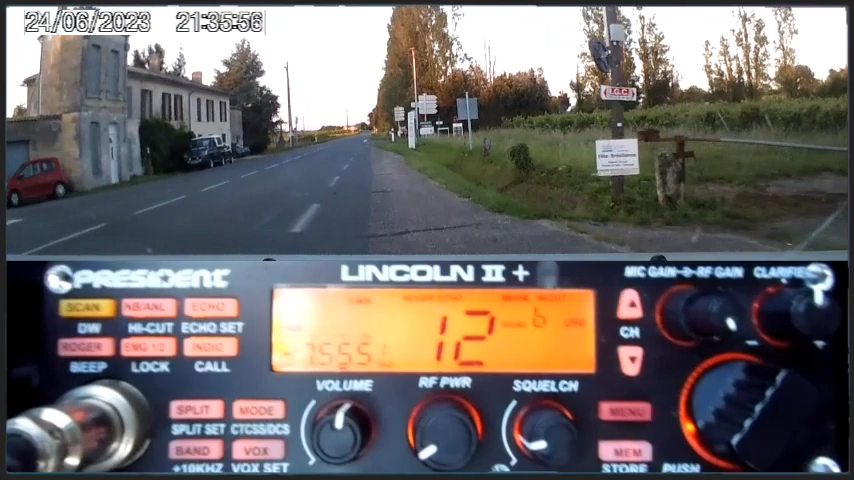 24/06/2023 21:35:56
R.G.C.
PRESIDENT
LINCOLN II +
MIC GAIN RF GAIN CLARIFIER
SCAN NB/ANL ECHO
DW HI-CUT ECHO SET
ROGER EMG 1/2 INDIC
BEEP LOCK CALL
12
CH
VOLUME RF PWR SQUELCH
SPLIT MODE
SPLIT SET CTCSS/DCS
MENU
BAND VOX
MEM
+10KHZ VOX SET
STORE PUSH